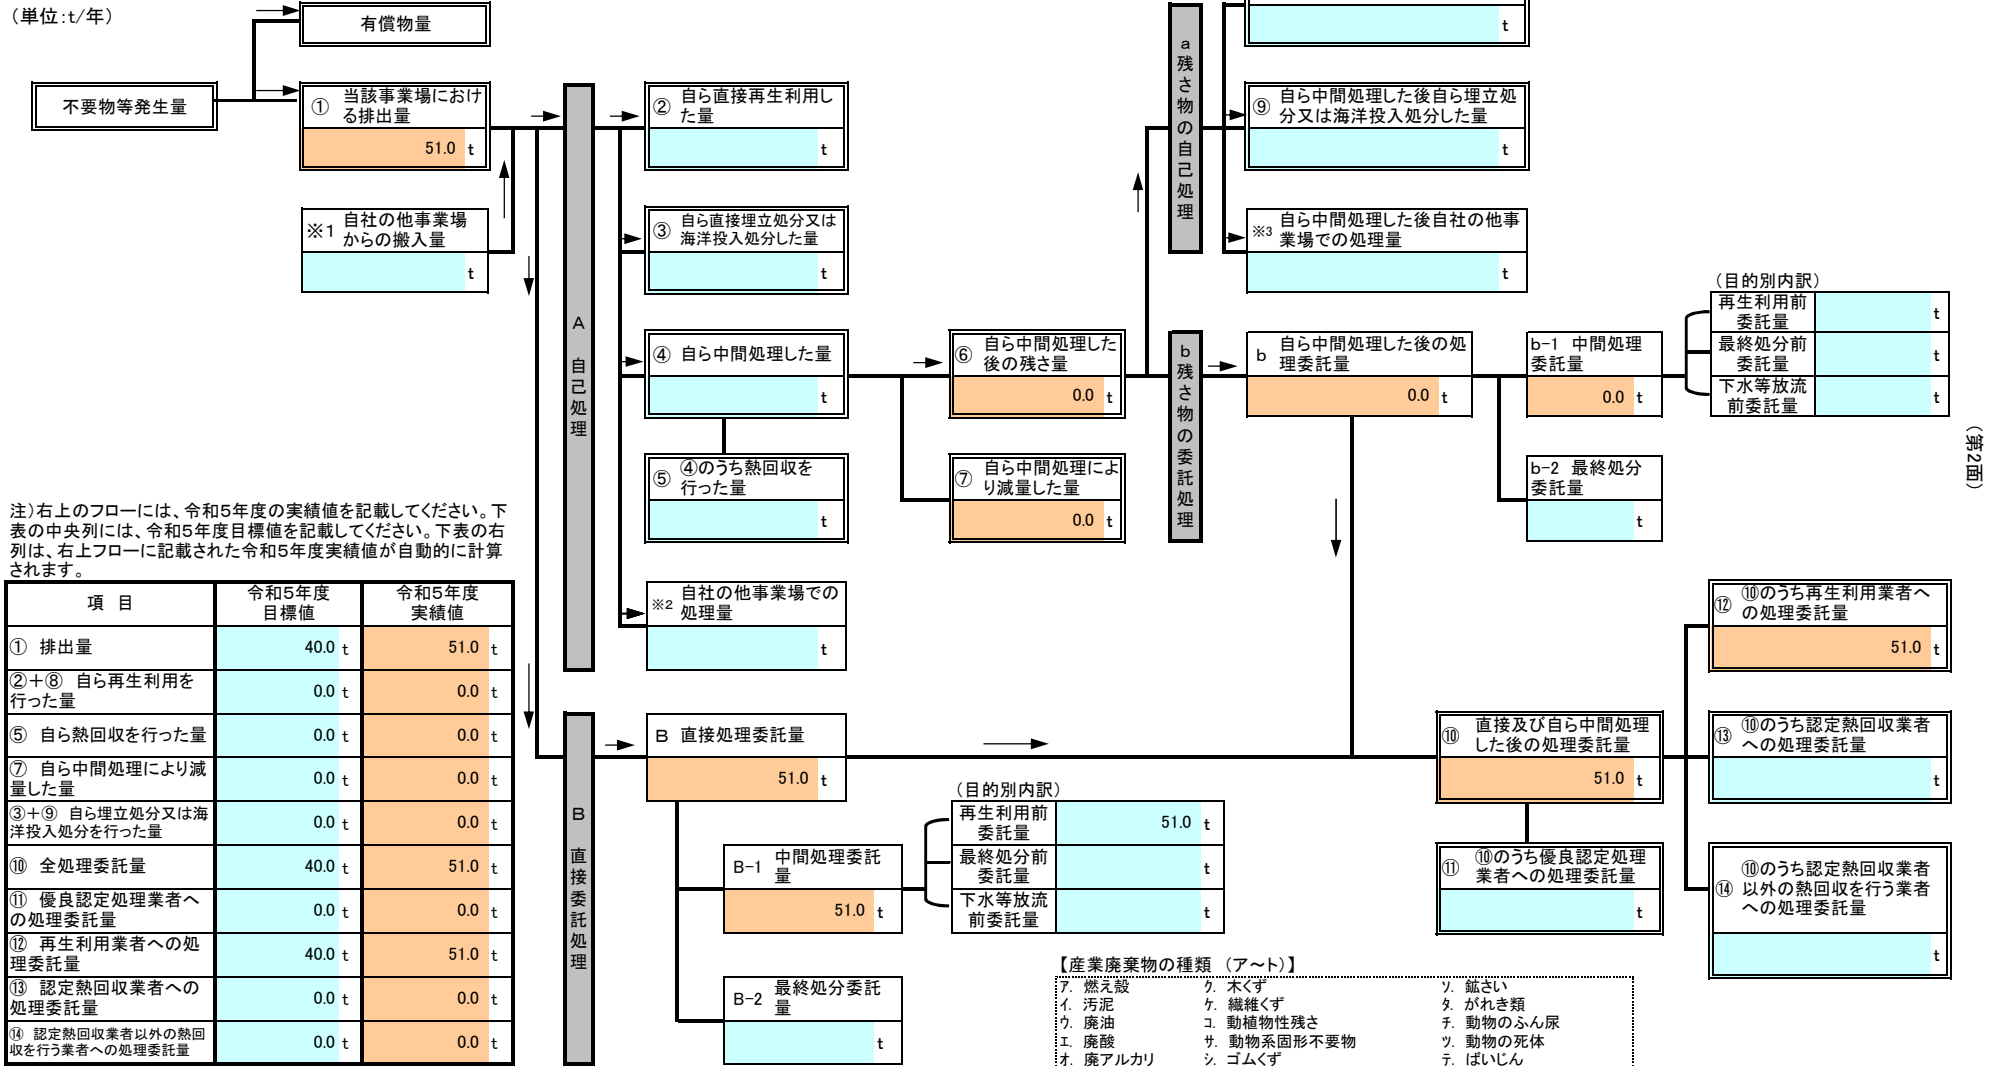 （単位:t/年）
有償物量
不要物等発生量
① 当該事業場におけ
る排出量
51.0 t
※1 自社の他事業場
からの搬入量
t
A 自己処理
② 自ら直接再生利用し
た量
t
③ 自ら直接埋立処分又は
海洋投入処分した量
t
④ 自ら中間処理した量
t
⑤ ④のうち熱回収を
行った量
t
※2 自社の他事業場での
処理量
t
⑥ 自ら中間処理した
後の残さ量
0.0 t
⑦ 自ら中間処理によ
り減量した量
0.0 t
a残さ物の自己処理
t
⑨ 自ら中間処理した後自ら埋立処
分又は海洋投入処分した量
t
※3 自ら中間処理した後自社の他事
業場での処理量
t
b残さ物の委託処理
b 自ら中間処理した後の処
理委託量
0.0 t
b-1 中間処理
委託量
0.0 t
b-2 最終処分
委託量
t
（目的別内訳）
再生利用前
委託量
t
最終処分前
委託量
t
下水等放流
前委託量
t
（第2面）
注）右上のフローには、令和5年度の実績値を記載してください。下
表の中央列には、令和5年度目標値を記載してください。下表の右
列は、右上フローに記載された令和5年度実績値が自動的に計算
されます。
項 目
令和5年度
目標値
令和5年度
実績値
① 排出量 40.0 t 51.0 t
②＋⑧ 自ら再生利用を
行った量
0.0 t 0.0 t
⑤ 自ら熱回収を行った量 0.0 t 0.0 t
⑦ 自ら中間処理により減
量した量
0.0 t 0.0 t
③＋⑨ 自ら埋立処分又は海
洋投入処分を行った量
0.0 t 0.0 t
⑩ 全処理委託量 40.0 t 51.0 t
⑪ 優良認定処理業者へ
の処理委託量
0.0 t 0.0 t
⑫ 再生利用業者への処
理委託量
40.0 t 51.0 t
⑬ 認定熱回収業者への
処理委託量
0.0 t 0.0 t
⑭ 認定熱回収業者以外の熱回
収を行う業者への処理委託量
0.0 t 0.0 t
B 直接委託処理
B 直接処理委託量
51.0 t
B-1 中間処理委託
量
51.0 t
B-2 最終処分委託
量
t
（目的別内訳）
再生利用前
委託量
51.0 t
最終処分前
委託量
t
下水等放流
前委託量
t
⑩ 直接及び自ら中間処理
した後の処理委託量
51.0 t
⑪ ⑩のうち優良認定処理
業者への処理委託量
t
⑫ ⑩のうち再生利用業者へ
の処理委託量
51.0 t
⑬ ⑩のうち認定熱回収業者
への処理委託量
t
⑭ ⑩のうち認定熱回収業者
以外の熱回収を行う業者
への処理委託量
t
【産業廃棄物の種類 （ア～ト）】
ア. 燃え殻 ク. 木くず ソ. 鉱さい
イ. 汚泥 ケ. 繊維くず タ. がれき類
ウ. 廃油 コ. 動植物性残さ チ. 動物のふん尿
エ. 廃酸 サ. 動物系固形不要物 ツ. 動物の死体
オ. 廃アルカリ シ. ゴムくず テ. ばいじん